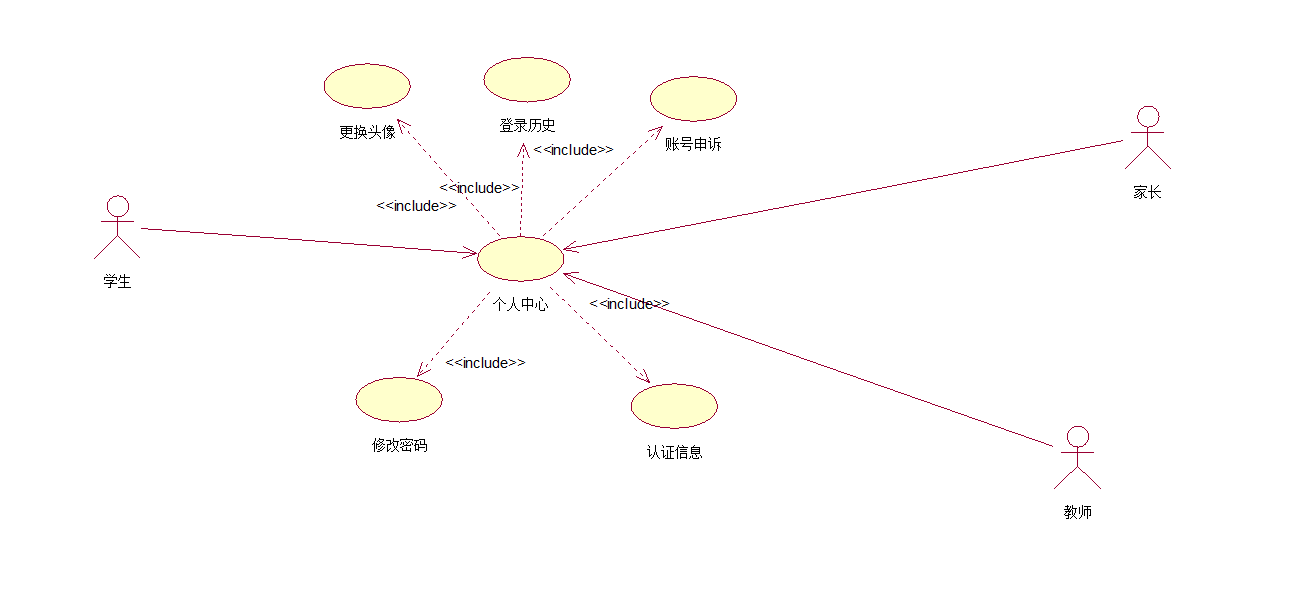 更换头像
登录历史
账号申诉
<<include>>
<<include>>
<<include>>
家长
学生
个人中心
<<include>>
<<include>>
修改密码
认证信息
教师